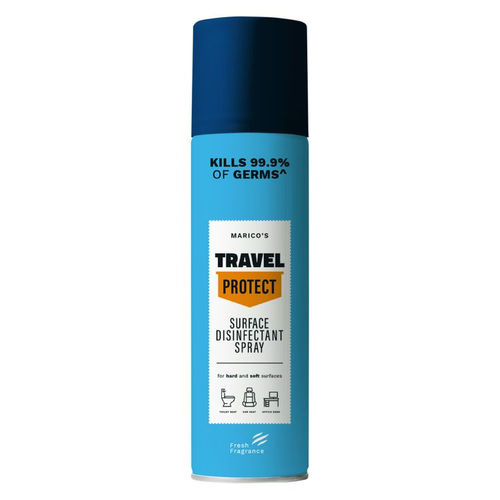 KILLS 99.9%
OF GERMS^
MARICO'S
TRAVEL
PROTECT
SURFACE
DISINFECTANT
SPRAY
for hard and soft surfaces
TOILET SEAT CAR SEAT OFFICE DESK
Fresh
Fragrance